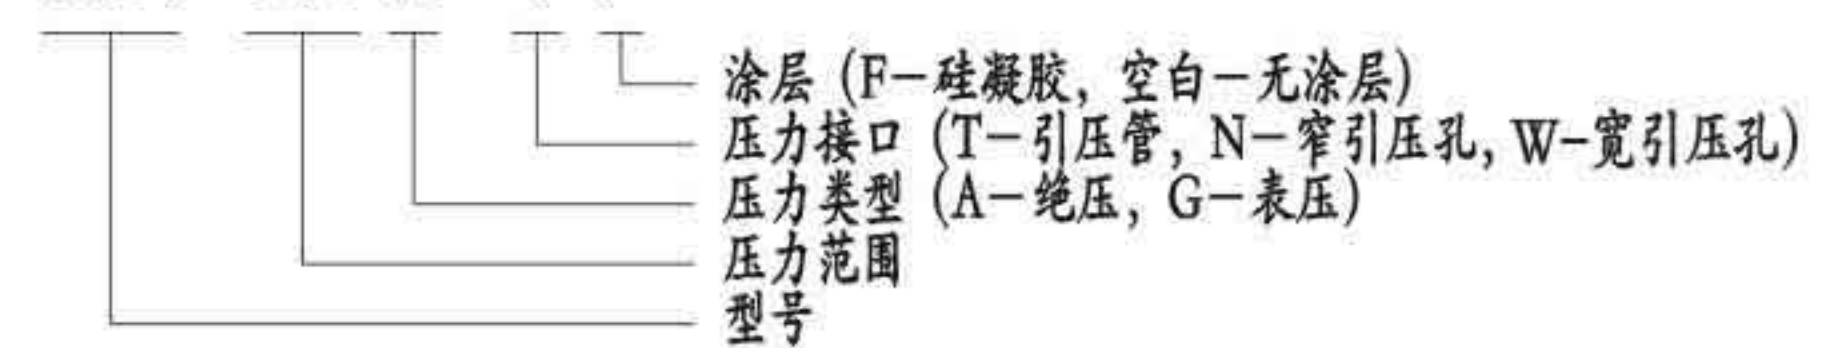 涂层 (F－硅凝胶, 空白－无涂层)
压力接口 (T－引压管, N－窄引压孔, W-宽引压孔)
压力类型 (A－绝压, G－表压)
压力范围
型号